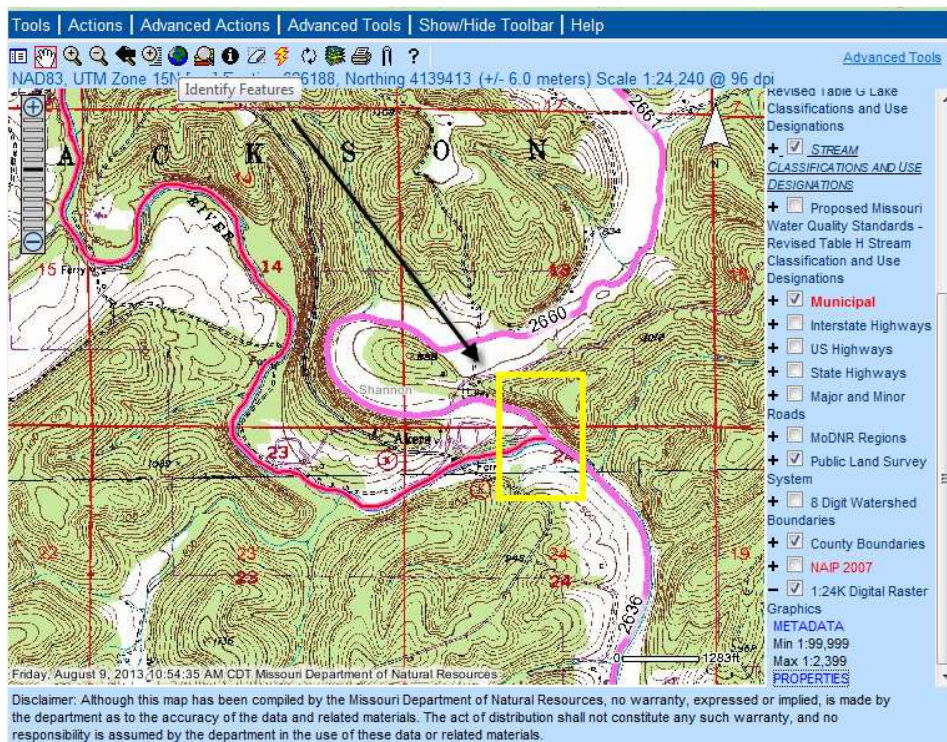 Tools | Actions | Advanced Actions | Advanced Tools | Show/Hide Toolbar | Help
Advanced Tools
NAD83, UTM Zone 15N 6188, Northing 4139413 (+/- 6.0 meters) Scale 1:24,240 @ 96 dpi
Identify Features
A C K S O N
N
RIVER
2661
7
15
Ferry
14
13
18
2660
Shannon
Akers
23
24
22
23
24
24
19
2636
0 1283ft
Friday, August 9, 2013 10:54:35 AM CDT Missouri Department of Natural Resources
Revised Table G Lake
Classifications and Use
Designations
+ STREAM
CLASSIFICATIONS AND USE
DESIGNATIONS
+ Proposed Missouri
Water Quality Standards -
Revised Table H Stream
Classification and Use
Designations
+ Municipal
+ Interstate Highways
+ US Highways
+ State Highways
+ Major and Minor
Roads
+ MoDNR Regions
+ Public Land Survey
System
+ 8 Digit Watershed
Boundaries
+ County Boundaries
+ NAIP 2007
− 1:24K Digital Raster
Graphics
METADATA
Min 1:99,999
Max 1:2,399
PROPERTIES
Disclaimer: Although this map has been compiled by the Missouri Department of Natural Resources, no warranty, expressed or implied, is made by
the department as to the accuracy of the data and related materials. The act of distribution shall not constitute any such warranty, and no
responsibility is assumed by the department in the use of these data or related materials.